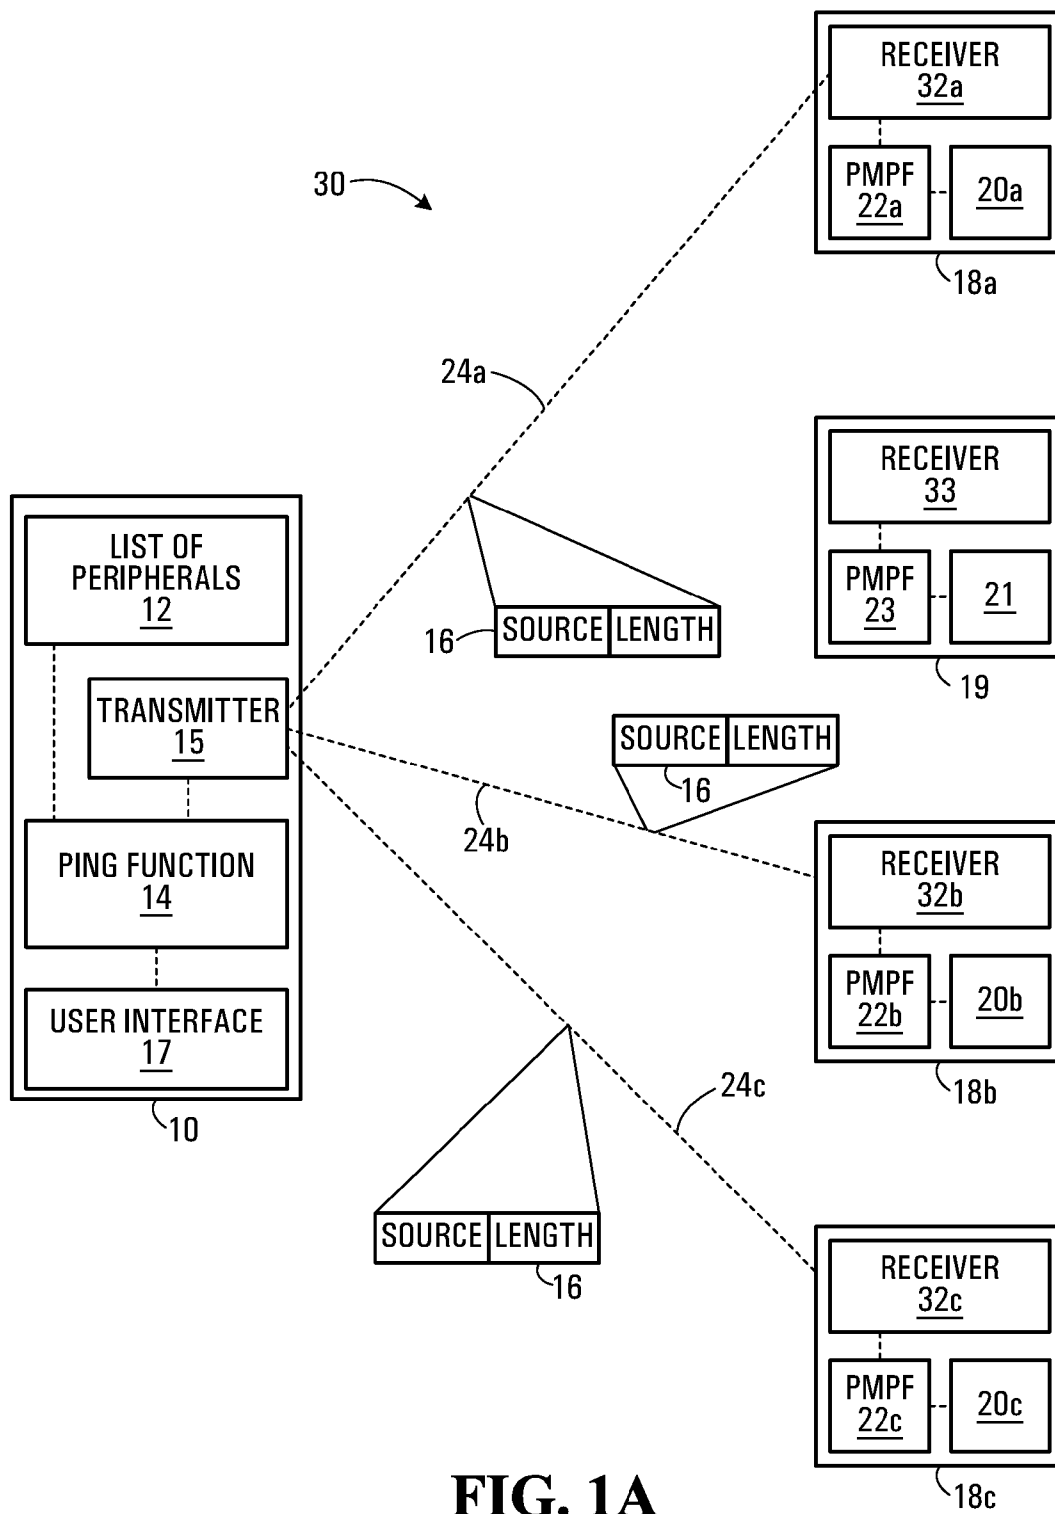 RECEIVER
32a
PMPF
22a
20a
18a
30
24a
RECEIVER
33
PMPF
23
21
19
LIST OF
PERIPHERALS
12
16
SOURCE LENGTH
TRANSMITTER
15
SOURCE LENGTH
16
24b
PING FUNCTION
14
RECEIVER
32b
PMPF
22b
20b
18b
USER INTERFACE
17
10
24c
SOURCE LENGTH
16
RECEIVER
32c
PMPF
22c
20c
18c
FIG. 1A